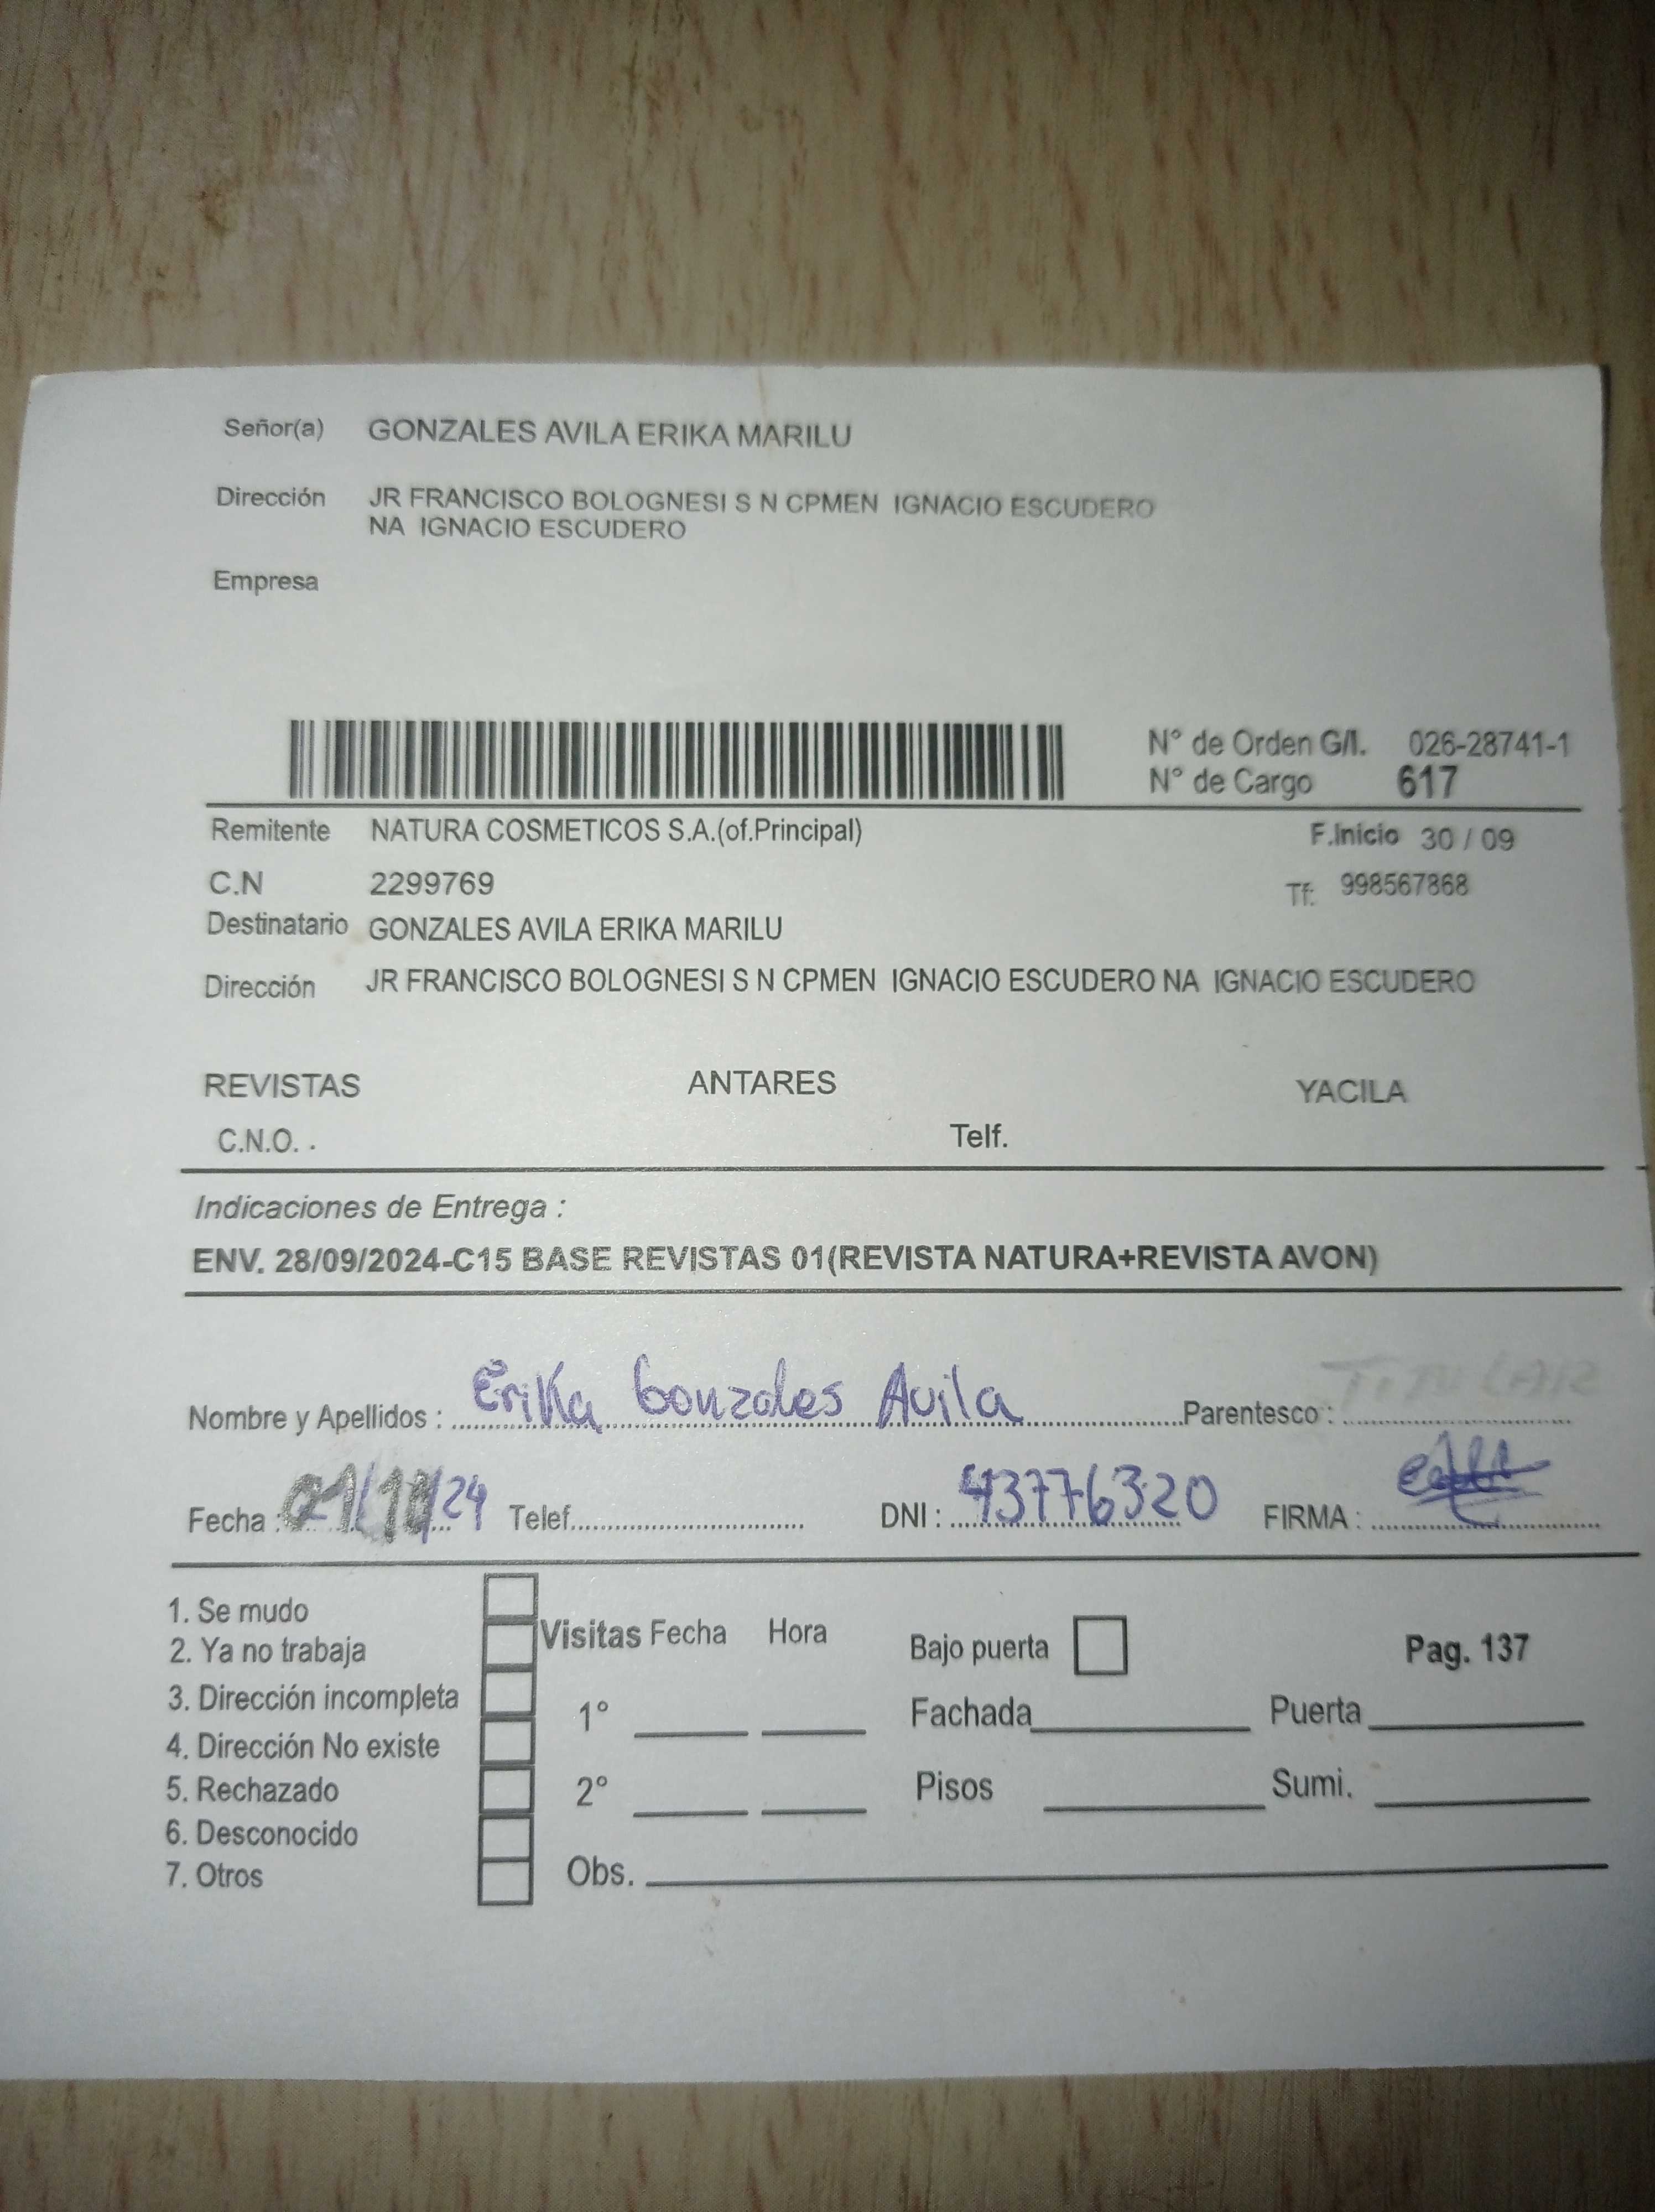 Señor(a) GONZALES AVILA ERIKA MARILU
Dirección JR FRANCISCO BOLOGNESI S N CPMEN IGNACIO ESCUDERO
NA IGNACIO ESCUDERO
Empresa
N° de Orden G/I. 026-28741-1
N° de Cargo 617
Remitente NATURA COSMETICOS S.A.(of.Principal) F.Inicio 30 / 09
C.N 2299769 Tf: 998567868
Destinatario GONZALES AVILA ERIKA MARILU
Dirección JR FRANCISCO BOLOGNESI S N CPMEN IGNACIO ESCUDERO NA IGNACIO ESCUDERO
REVISTAS ANTARES YACILA
C.N.O. . Telf.
Indicaciones de Entrega :
ENV. 28/09/2024-C15 BASE REVISTAS 01(REVISTA NATURA+REVISTA AVON)
Nombre y Apellidos : Erika Gonzales Avila Parentesco : TITULAR
Fecha : 01/10/24 Telef. DNI : 43776320 FIRMA :
1. Se mudo
2. Ya no trabaja Visitas Fecha Hora Bajo puerta Pag. 137
3. Dirección incompleta 1° Fachada Puerta
4. Dirección No existe
5. Rechazado 2° Pisos Sumi.
6. Desconocido
7. Otros Obs.